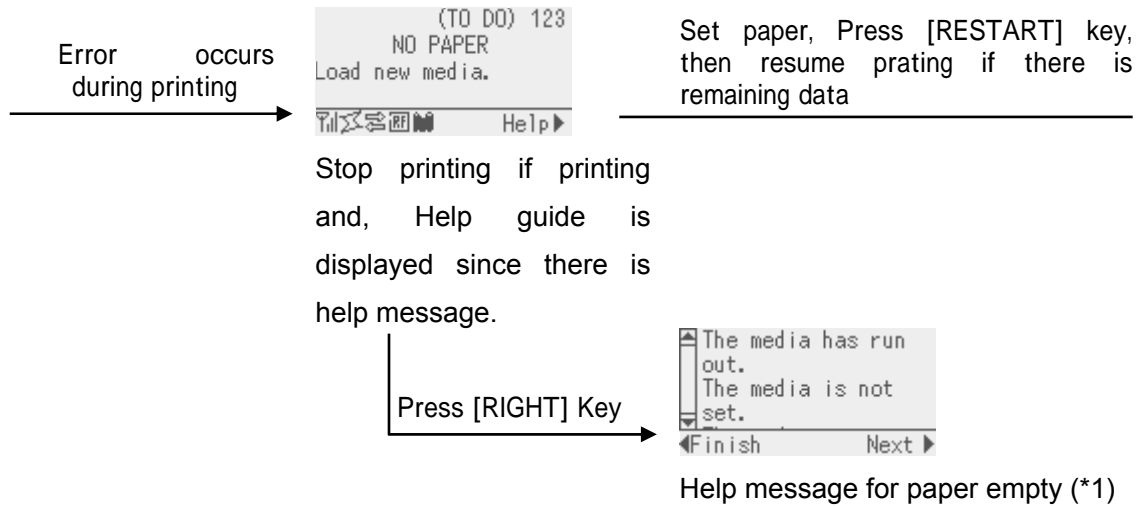 Error occurs
during printing
(TO DO) 123
NO PAPER
Load new media.
RF
Help
Set paper, Press [RESTART] key,
then resume prating if there is
remaining data
Stop printing if printing
and, Help guide is
displayed since there is
help message.
Press [RIGHT] Key
The media has run
out.
The media is not
set.
Finish Next
Help message for paper empty (*1)